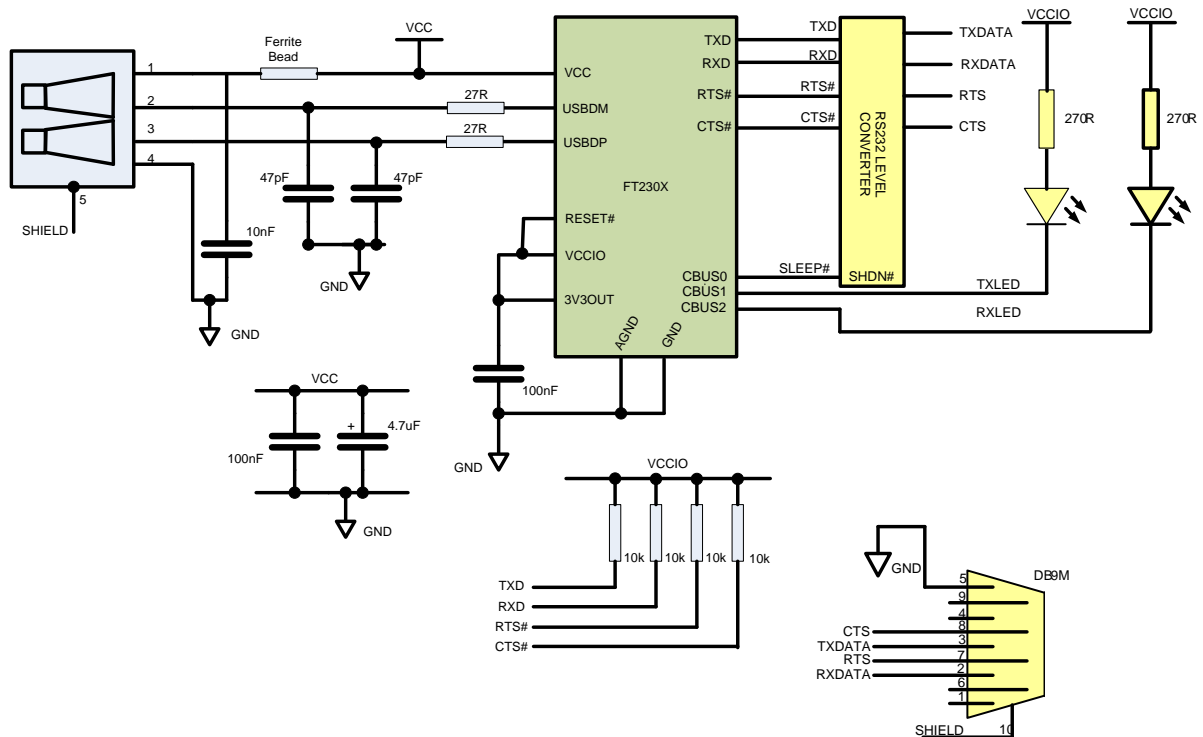 VCC
Ferrite
Bead
1
2
3
4
5
SHIELD
27R
27R
47pF
47pF
10nF
GND
GND
VCC
USBDM
USBDP
RESET#
VCCIO
3V3OUT
FT230X
TXD
RXD
RTS#
CTS#
CBUS0
CBUS1
CBUS2
AGND
GND
100nF
GND
TXD
RXD
RTS#
CTS#
SLEEP#
RS232 LEVEL
CONVERTER
SHDN#
TXDATA
RXDATA
RTS
CTS
VCCIO
270R
VCCIO
270R
TXLED
RXLED
VCC
100nF
+
4.7uF
GND
VCCIO
10k
10k
10k
10k
TXD
RXD
RTS#
CTS#
GND
DB9M
5
9
4
CTS 8
TXDATA 3
RTS 7
RXDATA 2
6
1
SHIELD 10